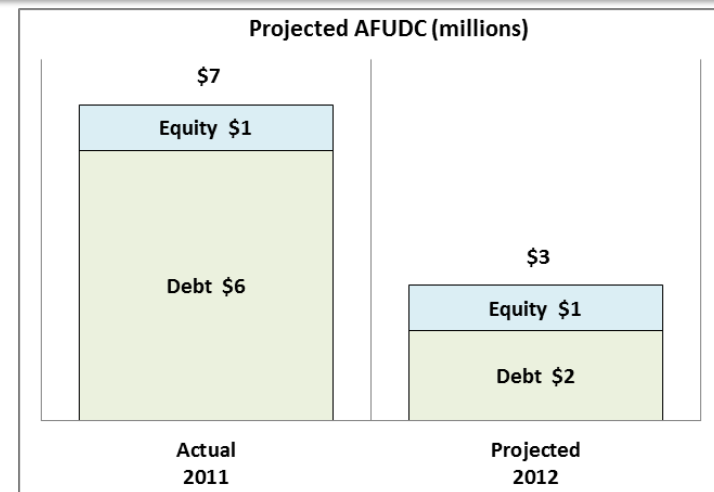 Projected AFUDC (millions)
$7
Equity $1
Debt $6
$3
Equity $1
Debt $2
Actual
2011
Projected
2012